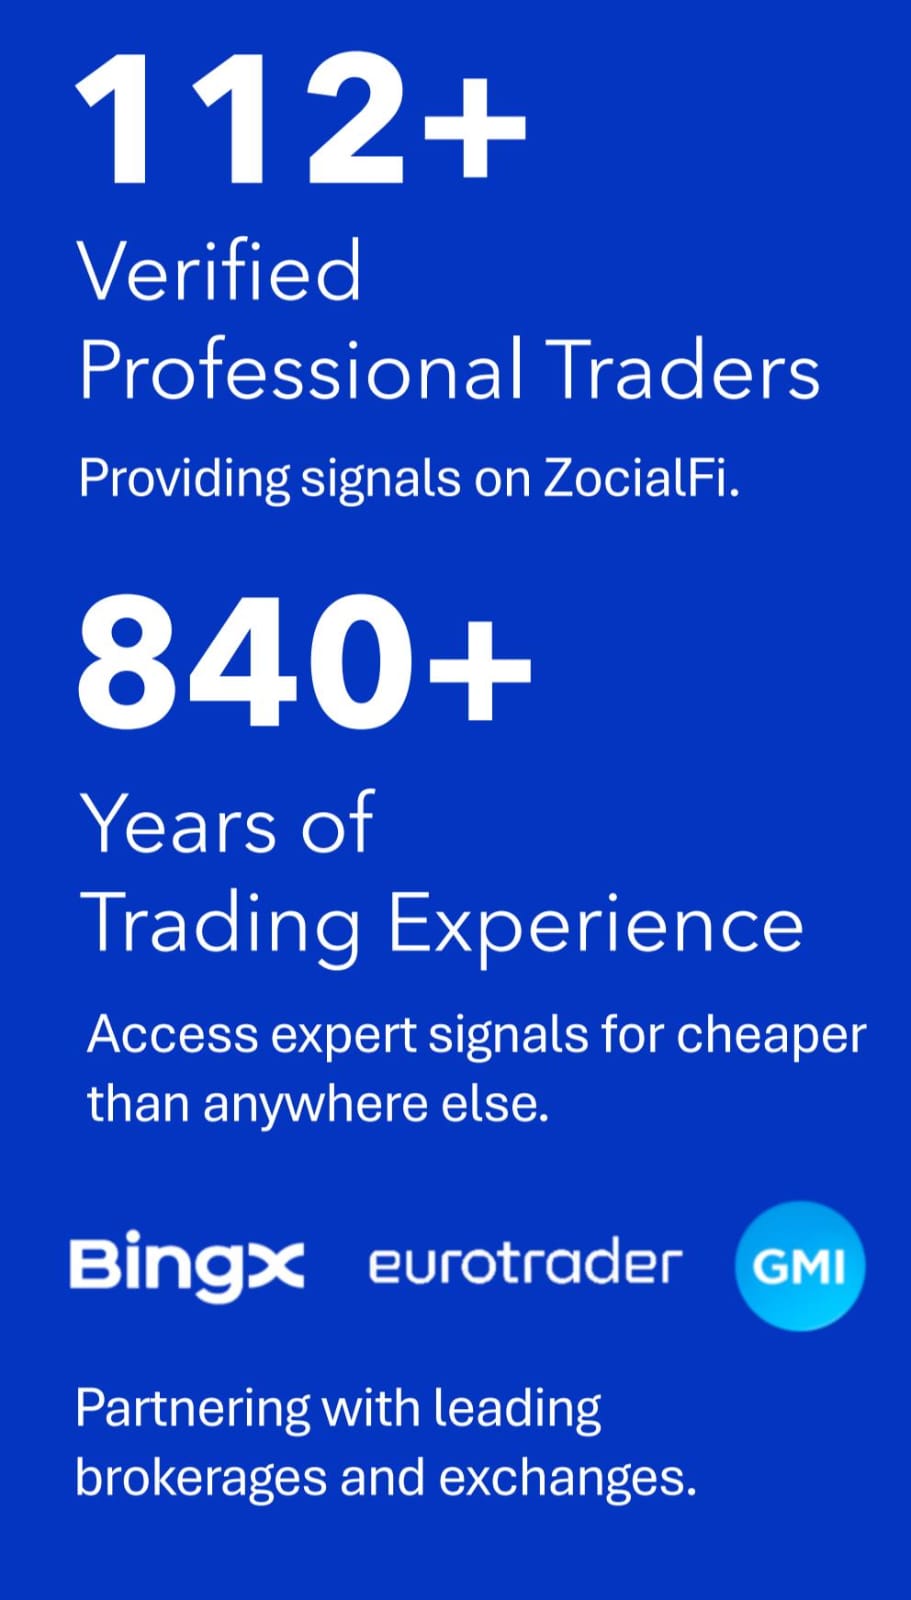 112+
Verified
Professional Traders
Providing signals on ZocialFi.
840+
Years of
Trading Experience
Access expert signals for cheaper
than anywhere else.
Bingx eurotrader GMI
Partnering with leading
brokerages and exchanges.